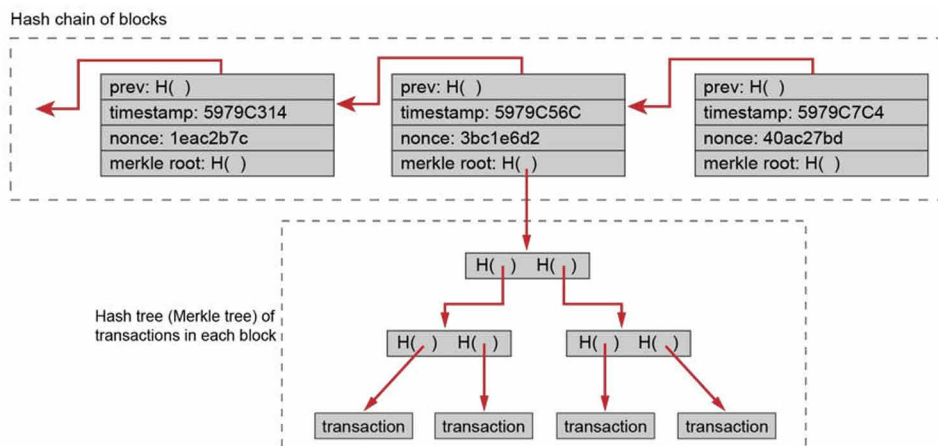 Hash chain of blocks
prev: H( )
timestamp: 5979C314
nonce: 1eac2b7c
merkle root: H( )
prev: H( )
timestamp: 5979C56C
nonce: 3bc1e6d2
merkle root: H( )
prev: H( )
timestamp: 5979C7C4
nonce: 40ac27bd
merkle root: H( )
Hash tree (Merkle tree) of
transactions in each block
H( ) H( )
H( ) H( )
H( ) H( )
transaction
transaction
transaction
transaction